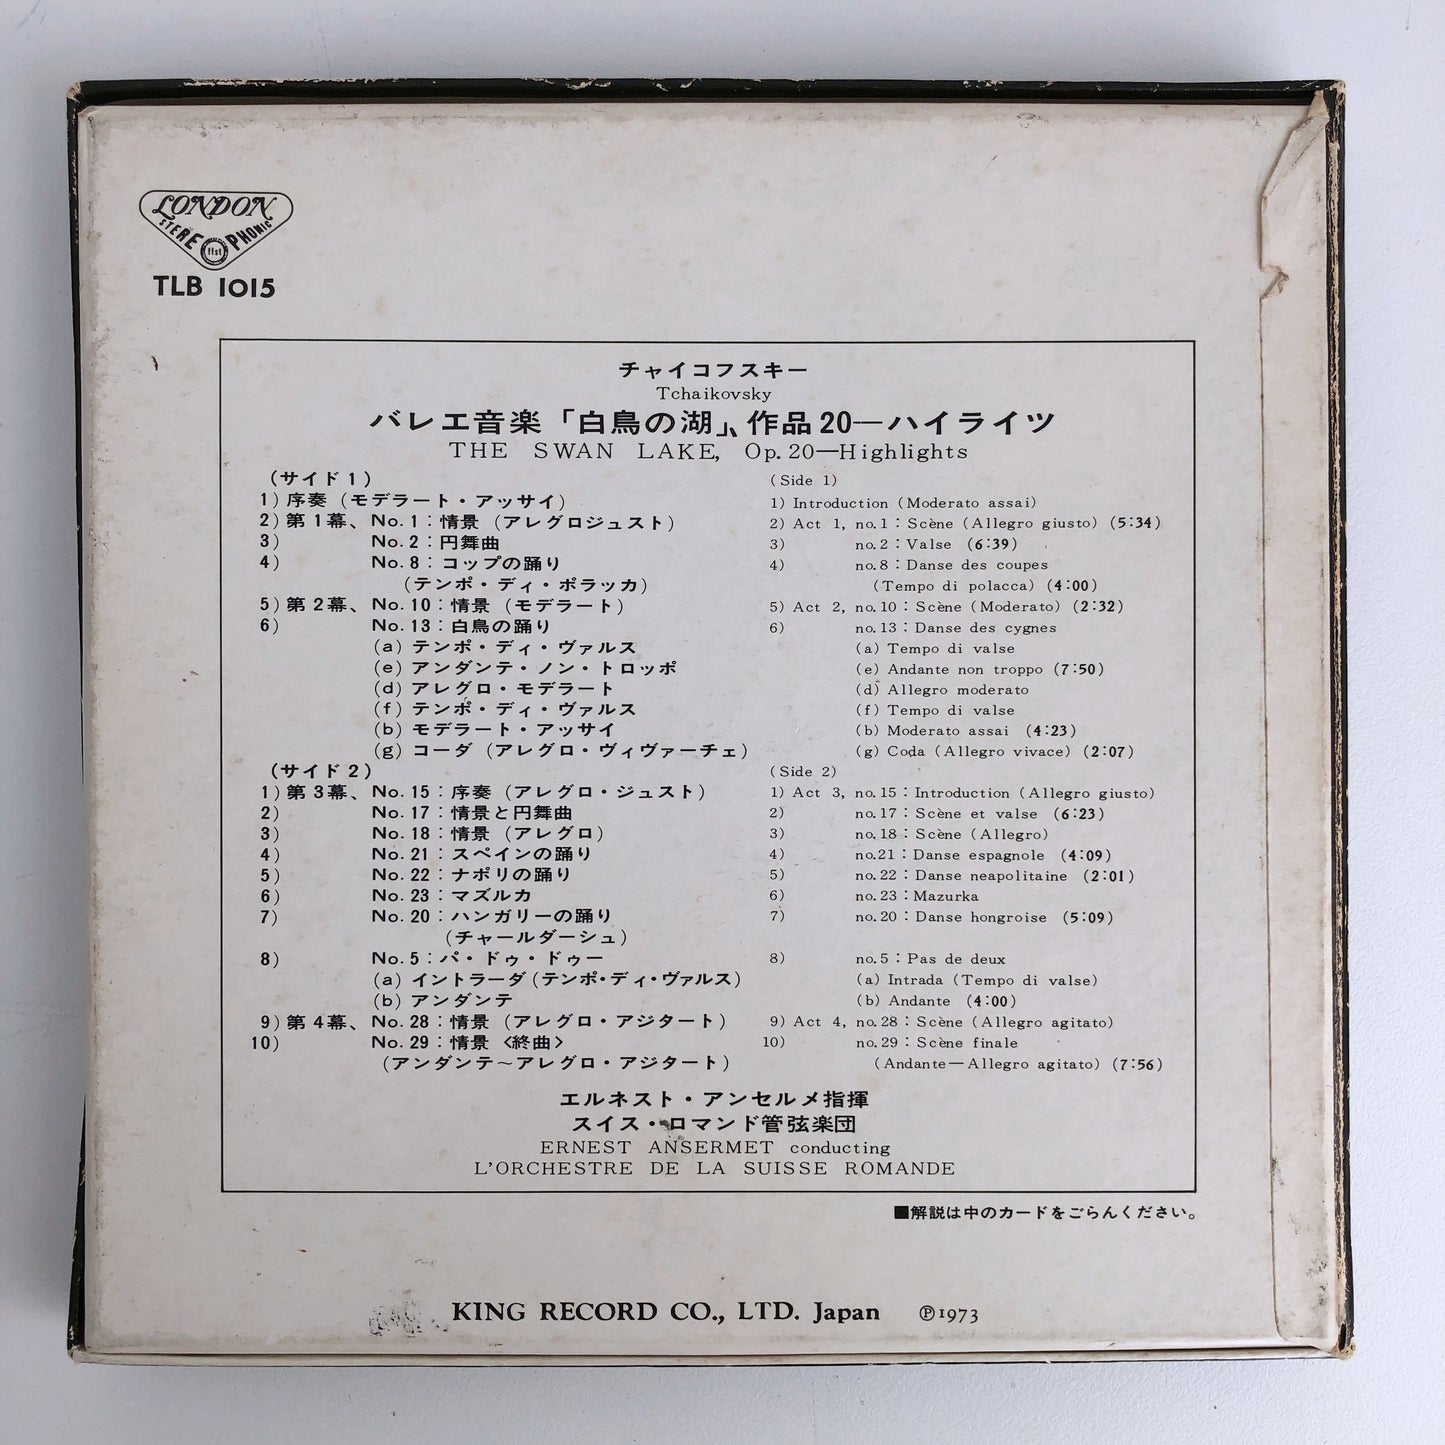 LONDON
STEREOPHONIC
ffst
TLB 1015
チャイコフスキー
Tchaikovsky
バレエ音楽「白鳥の湖」、作品20—ハイライツ
THE SWAN LAKE, Op.20—Highlights
(サイド1)
1) 序奏 (モデラート・アッサイ)
2) 第1幕、No.1：情景 (アレグロジュスト)
3) No.2：円舞曲
4) No.8：コップの踊り
(テンポ・ディ・ポラッカ)
5) 第2幕、No.10：情景 (モデラート)
6) No.13：白鳥の踊り
(a) テンポ・ディ・ヴァルス
(e) アンダンテ・ノン・トロッポ
(d) アレグロ・モデラート
(f) テンポ・ディ・ヴァルス
(b) モデラート・アッサイ
(g) コーダ (アレグロ・ヴィヴァーチェ)
(サイド2)
1) 第3幕、No.15：序奏 (アレグロ・ジュスト)
2) No.17：情景と円舞曲
3) No.18：情景 (アレグロ)
4) No.21：スペインの踊り
5) No.22：ナポリの踊り
6) No.23：マズルカ
7) No.20：ハンガリーの踊り
(チャールダーシュ)
8) No.5：パ・ドゥ・ドゥー
(a) イントラーダ (テンポ・ディ・ヴァルス)
(b) アンダンテ
9) 第4幕、No.28：情景 (アレグロ・アジタート)
10) No.29：情景 <終曲>
(アンダンテ〜アレグロ・アジタート)
(Side 1)
1) Introduction (Moderato assai)
2) Act 1, no.1：Scène (Allegro giusto) (5:34)
3) no.2：Valse (6:39)
4) no.8：Danse des coupes
(Tempo di polacca) (4:00)
5) Act 2, no.10：Scène (Moderato) (2:32)
6) no.13：Danse des cygnes
(a) Tempo di valse
(e) Andante non troppo (7:50)
(d) Allegro moderato
(f) Tempo di valse
(b) Moderato assai (4:23)
(g) Coda (Allegro vivace) (2:07)
(Side 2)
1) Act 3, no.15：Introduction (Allegro giusto)
2) no.17：Scène et valse (6:23)
3) no.18：Scène (Allegro)
4) no.21：Danse espagnole (4:09)
5) no.22：Danse neapolitaine (2:01)
6) no.23：Mazurka
7) no.20：Danse hongroise (5:09)
8) no.5：Pas de deux
(a) Intrada (Tempo di valse)
(b) Andante (4:00)
9) Act 4, no.28：Scène (Allegro agitato)
10) no.29：Scène finale
(Andante—Allegro agitato) (7:56)
エルネスト・アンセルメ指揮
スイス・ロマンド管弦楽団
ERNEST ANSERMET conducting
L'ORCHESTRE DE LA SUISSE ROMANDE
■解説は中のカードをごらんください。
KING RECORD CO., LTD. Japan ℗1973